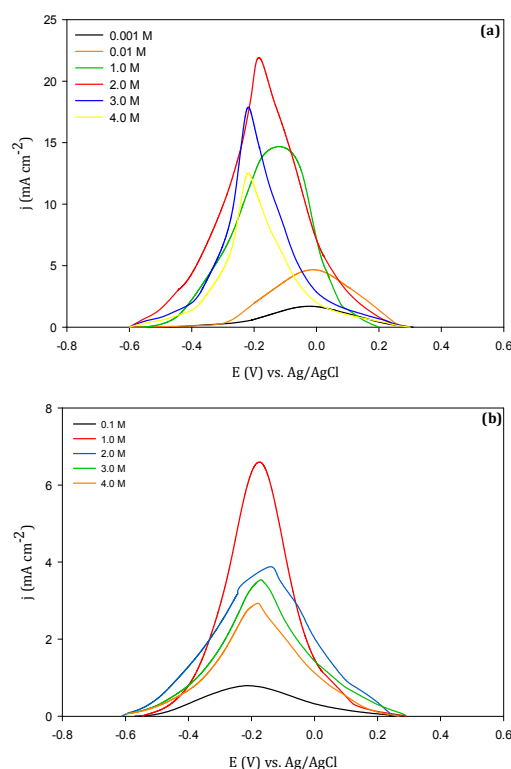 (a)
0.001 M
0.01 M
1.0 M
2.0 M
3.0 M
4.0 M
25
20
15
10
5
0
j (mA cm-2)
-0.8 -0.6 -0.4 -0.2 0.0 0.2 0.4
E (V) vs. Ag/AgCl
(b)
0.1 M
1.0 M
2.0 M
3.0 M
4.0 M
8
6
4
2
0
j (mA cm-2)
-0.8 -0.6 -0.4 -0.2 0.0 0.2 0.4 0.6
E (V) vs. Ag/AgCl